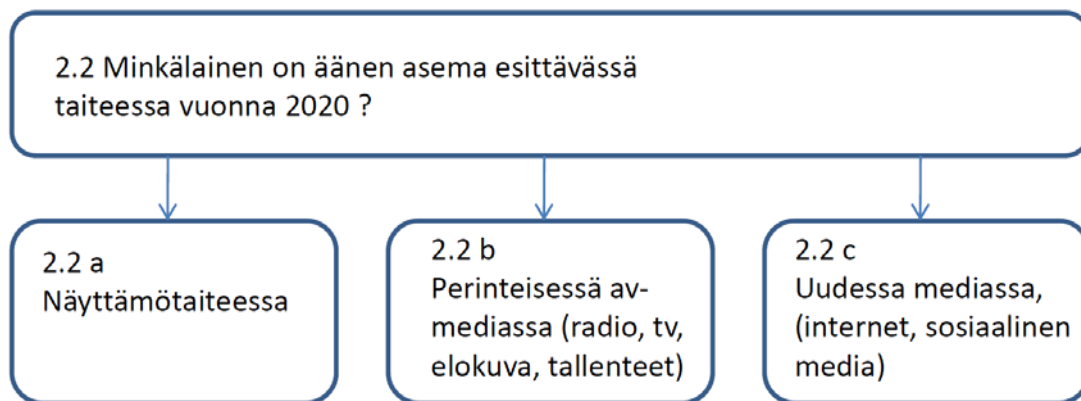 2.2 Minkälainen on äänen asema esittävässä
taiteessa vuonna 2020 ?
2.2 a
Näyttämötaiteessa
2.2 b
Perinteisessä av-
mediassa (radio, tv,
elokuva, tallenteet)
2.2 c
Uudessa mediassa,
(internet, sosiaalinen
media)